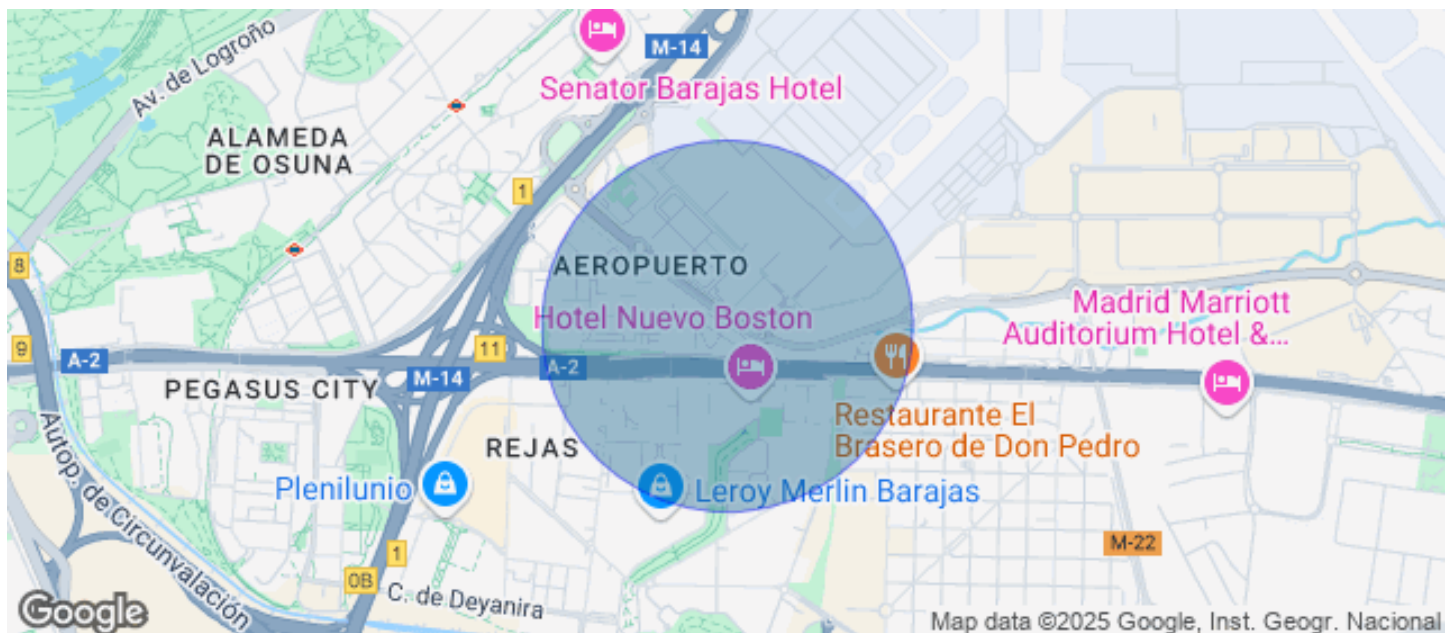 Av. de Logroño
M-14
Senator Barajas Hotel
ALAMEDA
DE OSUNA
1
8
AEROPUERTO
Hotel Nuevo Boston
Madrid Marriott
Auditorium Hotel &...
9
A-2
11
M-14
A-2
PEGASUS CITY
Restaurante El
Brasero de Don Pedro
REJAS
Plenilunio
Leroy Merlin Barajas
Autop. de Circunvalación
1
M-22
0B
C. de Deyanira
Google
Map data ©2025 Google, Inst. Geogr. Nacional